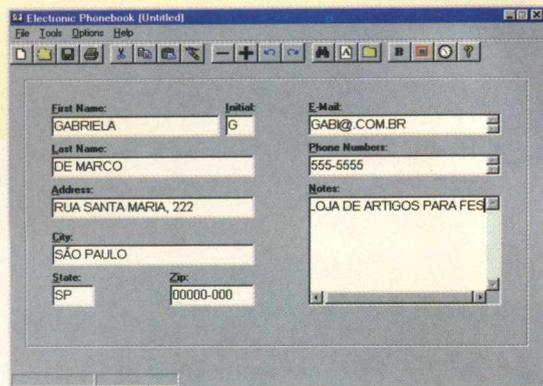 Electronic Phonebook (Untitled)
File Tools Options Help
First Name:
GABRIELA
Initial:
G
Last Name:
DE MARCO
Address:
RUA SANTA MARIA, 222
City:
SÃO PAULO
State:
SP
Zip:
00000-000
E-Mail:
GABI@.COM.BR
Phone Numbers:
555-5555
Notes:
LOJA DE ARTIGOS PARA FES